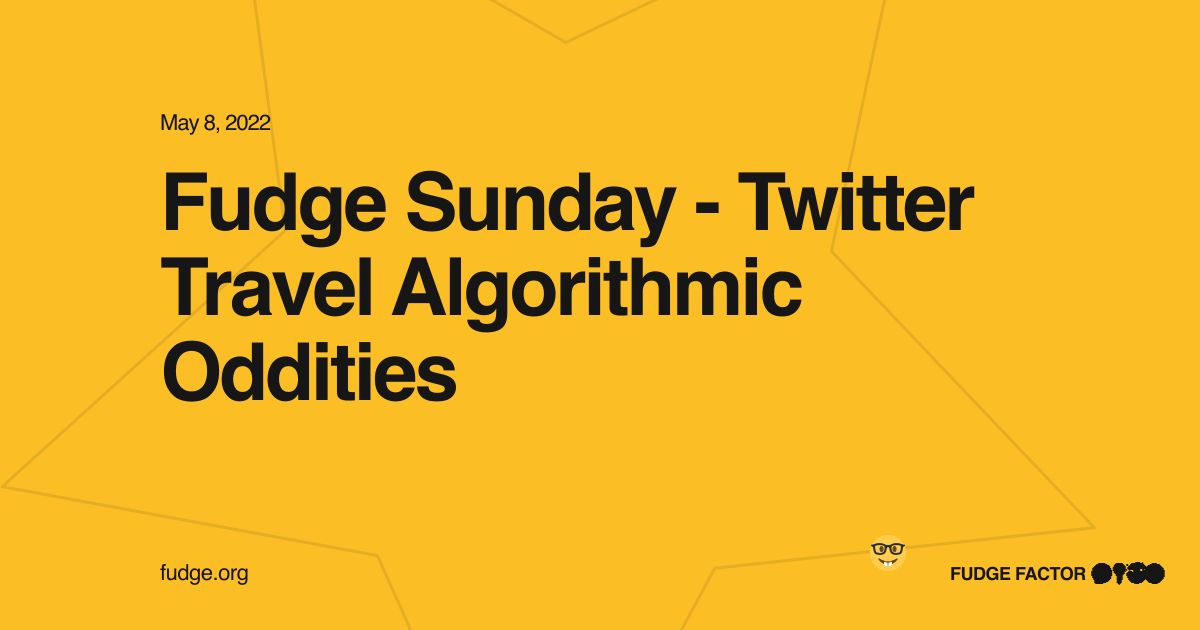 May 8, 2022
Fudge Sunday - Twitter
Travel Algorithmic
Oddities
fudge.org
FUDGE FACTOR